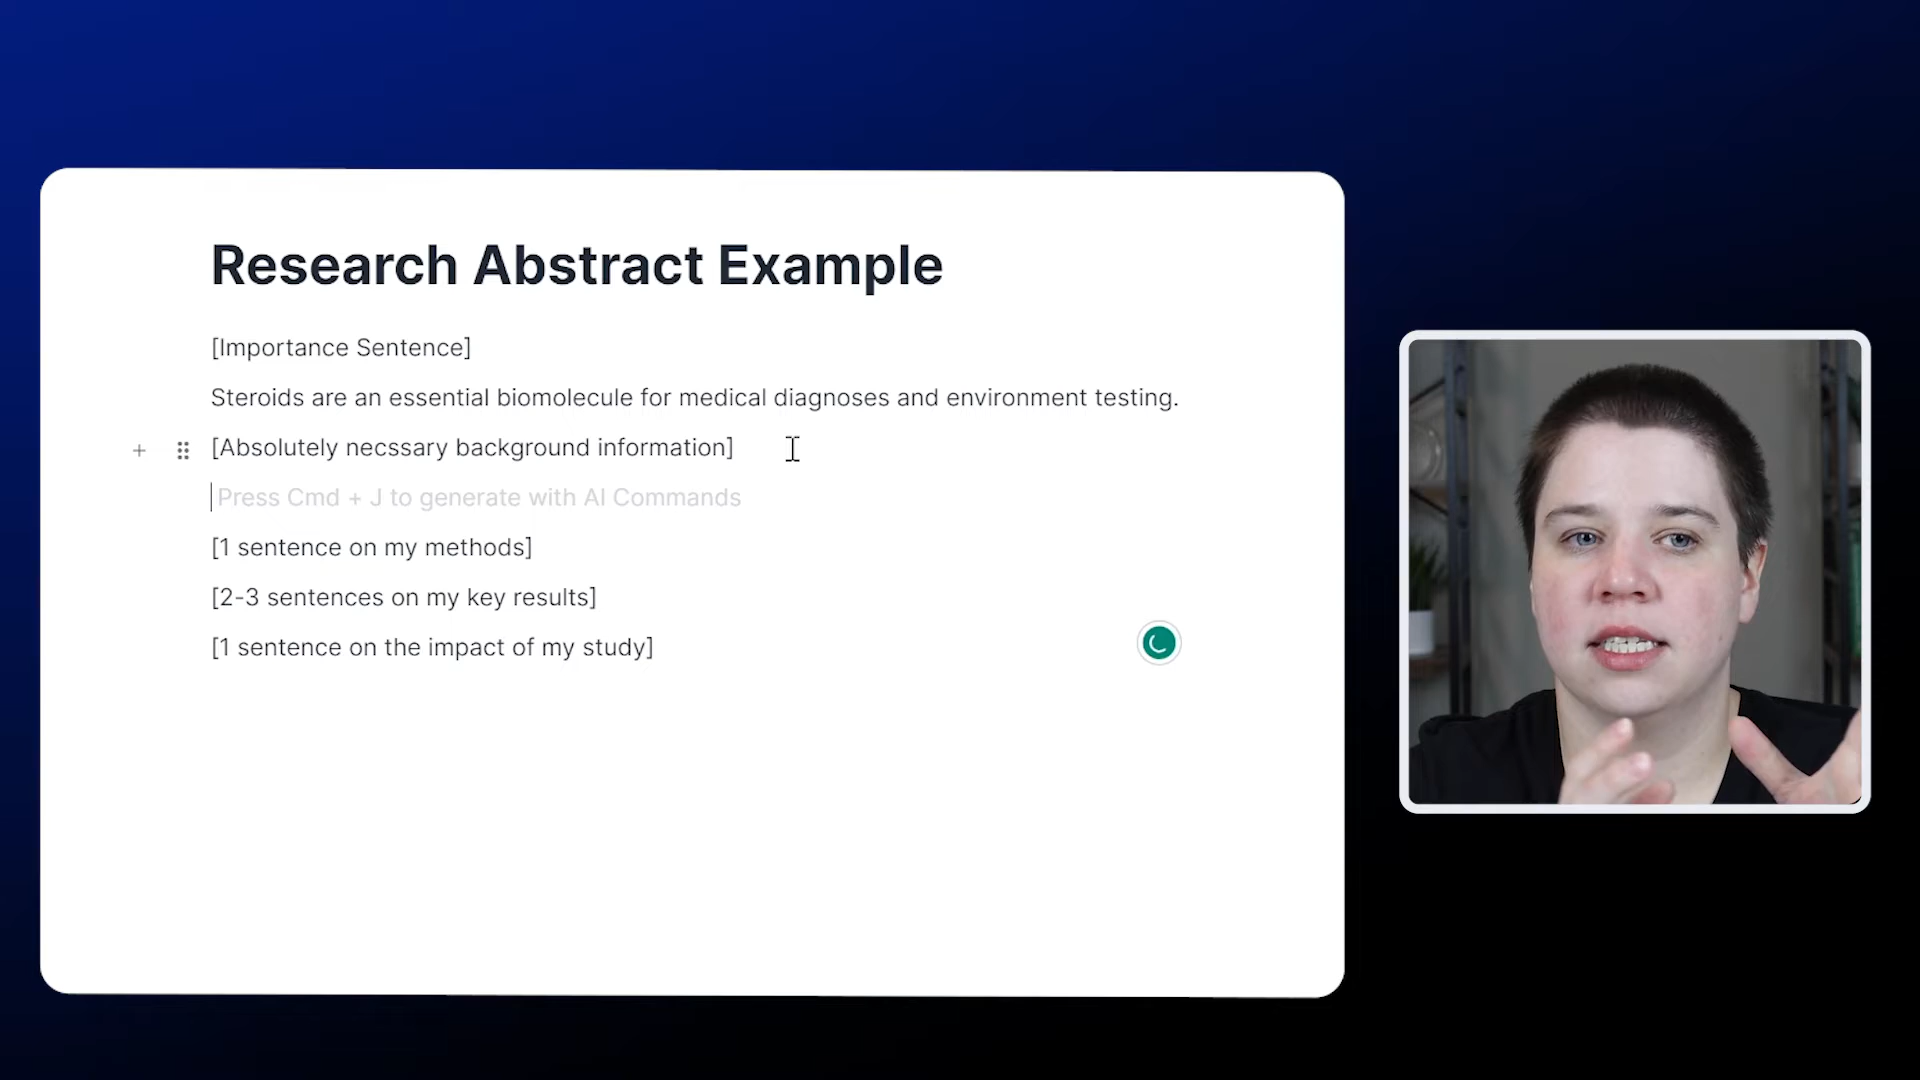 Research Abstract Example
[Importance Sentence]
Steroids are an essential biomolecule for medical diagnoses and environment testing.
[Absolutely necssary background information]
Press Cmd + J to generate with AI Commands
[1 sentence on my methods]
[2-3 sentences on my key results]
[1 sentence on the impact of my study]